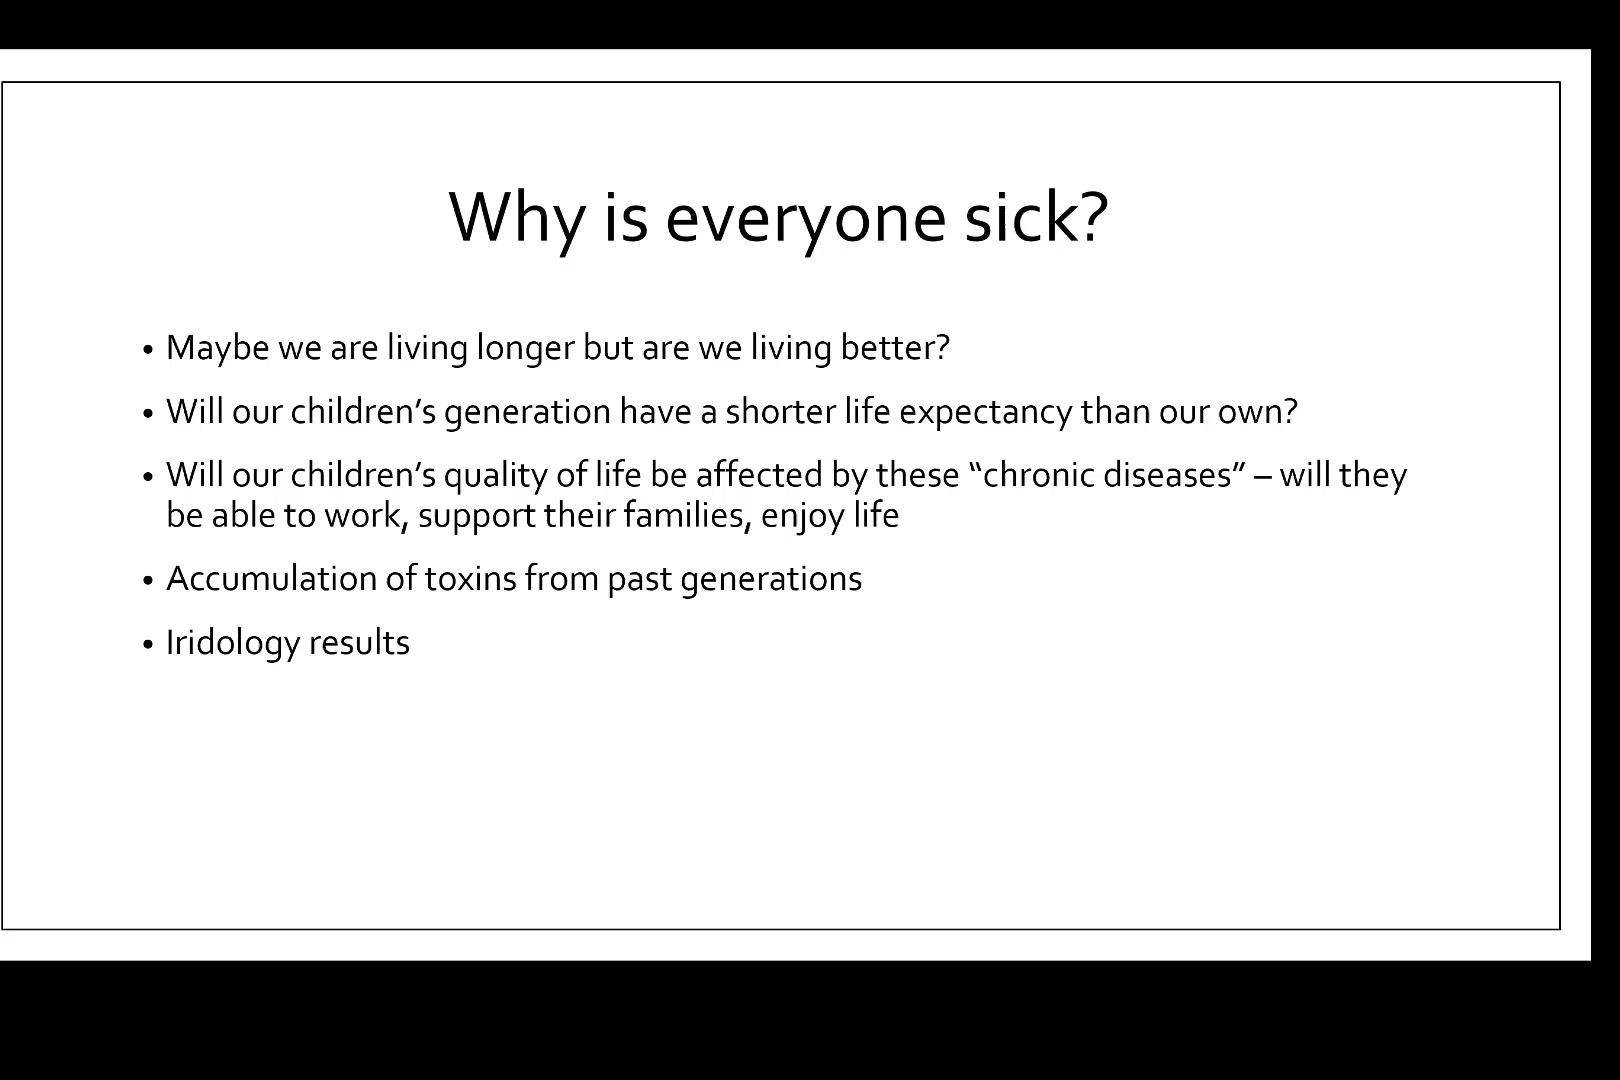 Why is everyone sick?
• Maybe we are living longer but are we living better?
• Will our children’s generation have a shorter life expectancy than our own?
• Will our children’s quality of life be affected by these “chronic diseases” – will they
be able to work, support their families, enjoy life
• Accumulation of toxins from past generations
• Iridology results